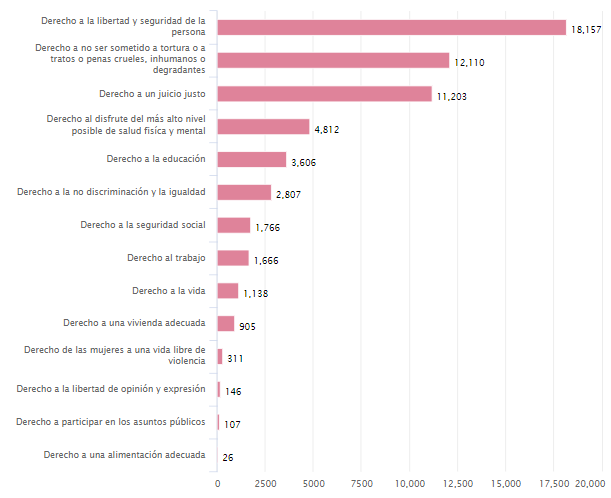 Derecho a la libertad y seguridad de la
persona
18,157
Derecho a no ser sometido a tortura o a
tratos o penas crueles, inhumanos o
degradantes
12,110
Derecho a un juicio justo
11,203
Derecho al disfrute del más alto nivel
posible de salud fisíca y mental
4,812
Derecho a la educación
3,606
Derecho a la no discriminación y la igualdad
2,807
Derecho a la seguridad social
1,766
Derecho al trabajo
1,666
Derecho a la vida
1,138
Derecho a una vivienda adecuada
905
Derecho de las mujeres a una vida libre de
violencia
311
Derecho a la libertad de opinión y expresión
146
Derecho a participar en los asuntos públicos
107
Derecho a una alimentación adecuada
26
0 2500 5000 7500 10,000 12,500 15,000 17,500 20,000